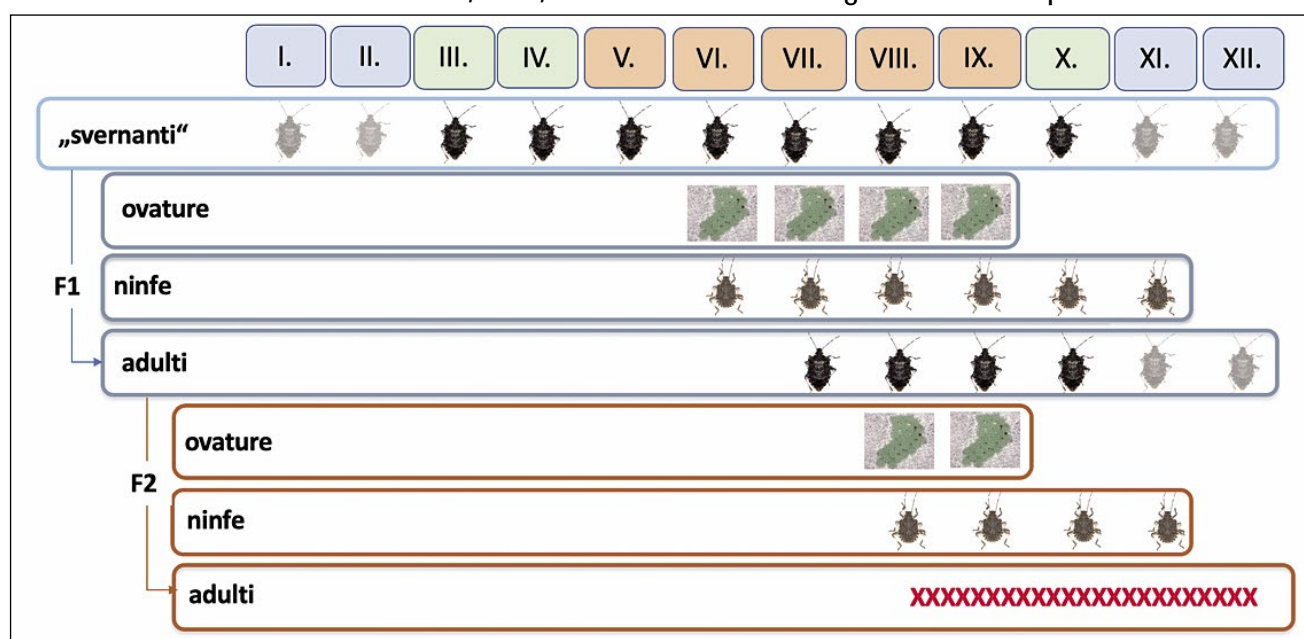 I. II. III. IV. V. VI. VII. VIII. IX. X. XI. XII.
„svernanti“
ovature
F1 ninfe
adulti
ovature
F2
ninfe
adulti XXXXXXXXXXXXXXXXXXXXXXX